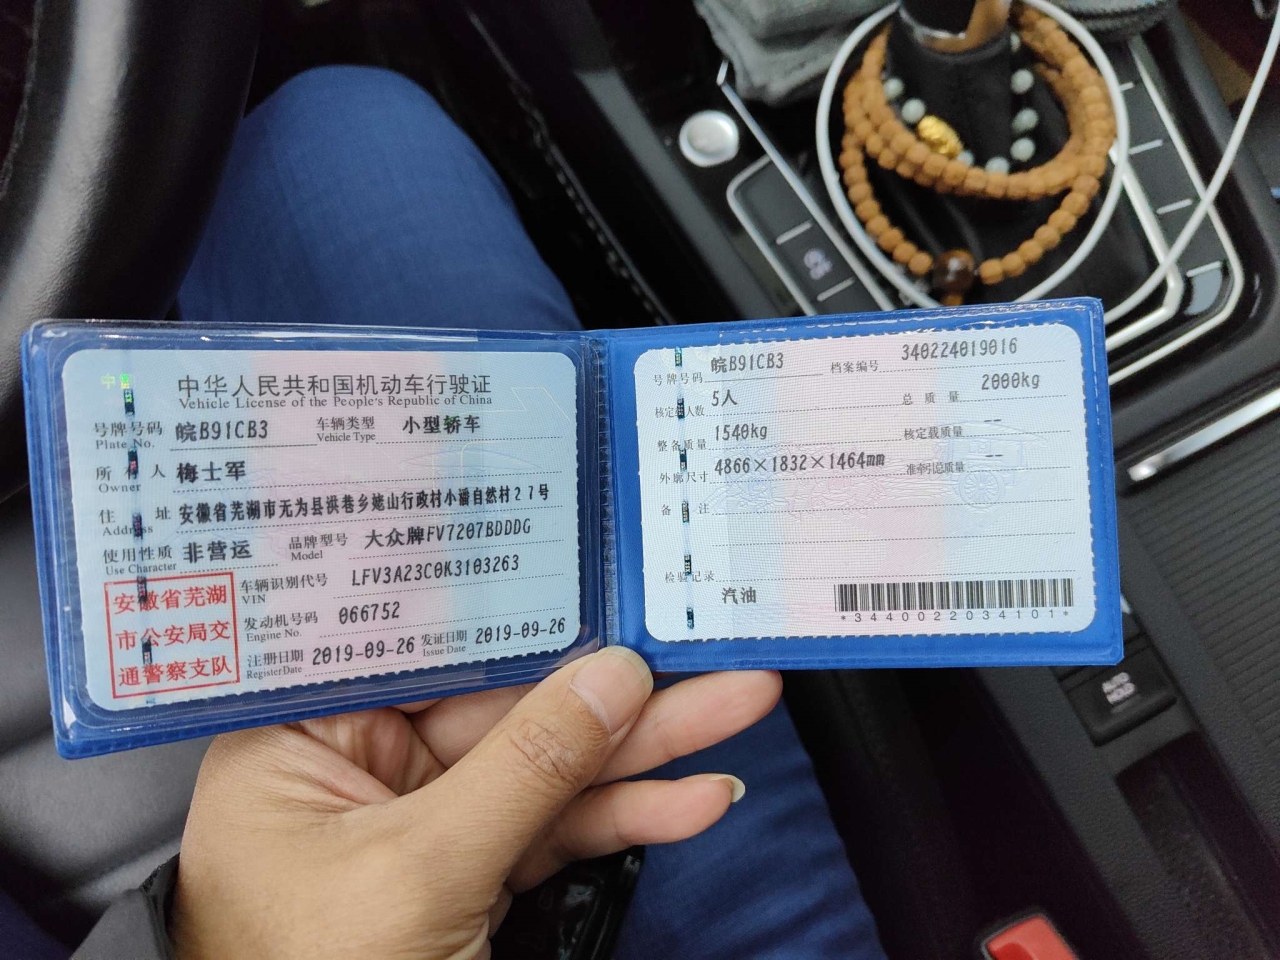 中华人民共和国机动车行驶证
Vehicle License of the People's Republic of China
号牌号码 皖B91CB3 车辆类型 小型轿车
Plate No. Vehicle Type
所有人 梅士军
Owner
住址 安徽省芜湖市无为县洪巷乡尪山行政村小潘自然村27号
Address
使用性质 非营运 品牌型号 大众牌FV7207BDDDG
Use Character Model
车辆识别代号 LFV3A23C0K3103263
VIN
发动机号码 066752
Engine No.
注册日期 2019-09-26 发证日期 2019-09-26
Register Date Issue Date
安徽省芜湖
市公安局交
通警察支队
号牌号码 皖B91CB3 档案编号 340224019016
核定载人数 5人 总质量 2000kg
整备质量 1540kg 核定载质量 --
外廓尺寸 4866×1832×1464mm 准牵引总质量 --
备注
检验记录
汽油
*3440022034101*
AUTO
HOLD